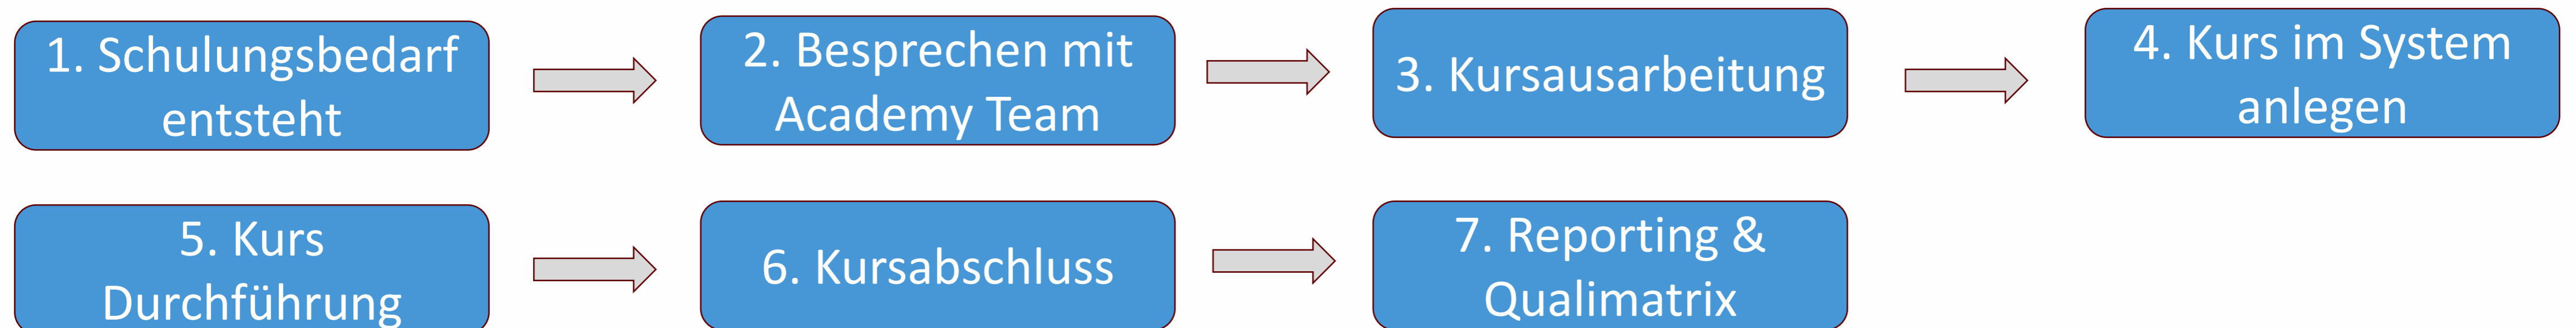 1. Schulungsbedarf
entsteht
2. Besprechen mit
Academy Team
3. Kursausarbeitung
4. Kurs im System
anlegen
5. Kurs
Durchführung
6. Kursabschluss
7. Reporting &
Qualimatrix